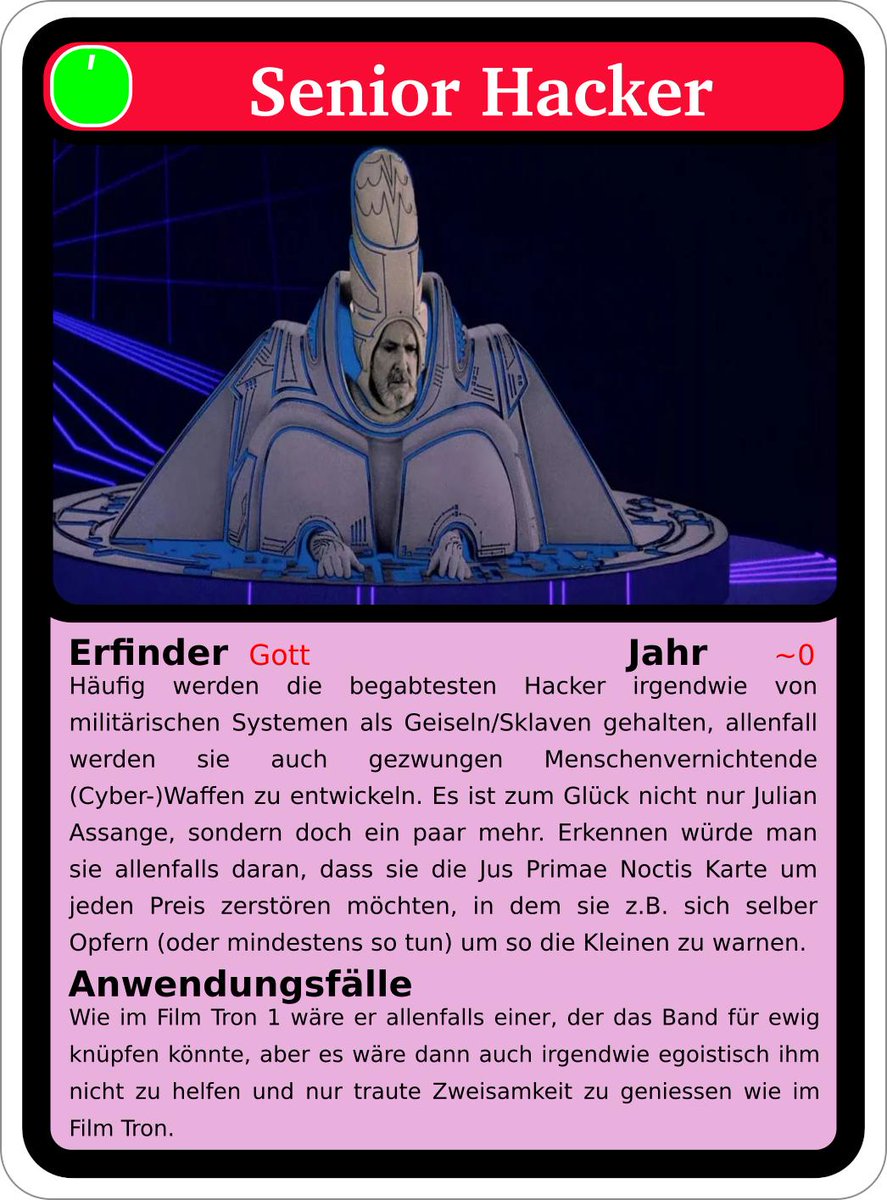 '
Senior Hacker
Erfinder Gott Jahr ~0
Häufig werden die begabtesten Hacker irgendwie von
militärischen Systemen als Geiseln/Sklaven gehalten, allenfall
werden sie auch gezwungen Menschenvernichtende
(Cyber-)Waffen zu entwickeln. Es ist zum Glück nicht nur Julian
Assange, sondern doch ein paar mehr. Erkennen würde man
sie allenfalls daran, dass sie die Jus Primae Noctis Karte um
jeden Preis zerstören möchten, in dem sie z.B. sich selber
Opfern (oder mindestens so tun) um so die Kleinen zu warnen.
Anwendungsfälle
Wie im Film Tron 1 wäre er allenfalls einer, der das Band für ewig
knüpfen könnte, aber es wäre dann auch irgendwie egoistisch ihm
nicht zu helfen und nur traute Zweisamkeit zu geniessen wie im
Film Tron.